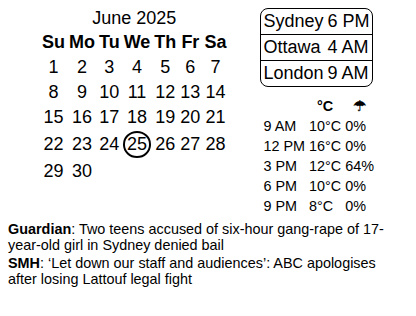 June 2025
Su Mo Tu We Th Fr Sa
1 2 3 4 5 6 7
8 9 10 11 12 13 14
15 16 17 18 19 20 21
22 23 24 25 26 27 28
29 30
Sydney 6 PM
Ottawa 4 AM
London 9 AM
°C ☂
9 AM 10°C 0%
12 PM 16°C 0%
3 PM 12°C 64%
6 PM 10°C 0%
9 PM 8°C 0%
Guardian: Two teens accused of six-hour gang-rape of 17-
year-old girl in Sydney denied bail
SMH: ‘Let down our staff and audiences’: ABC apologises
after losing Lattouf legal fight